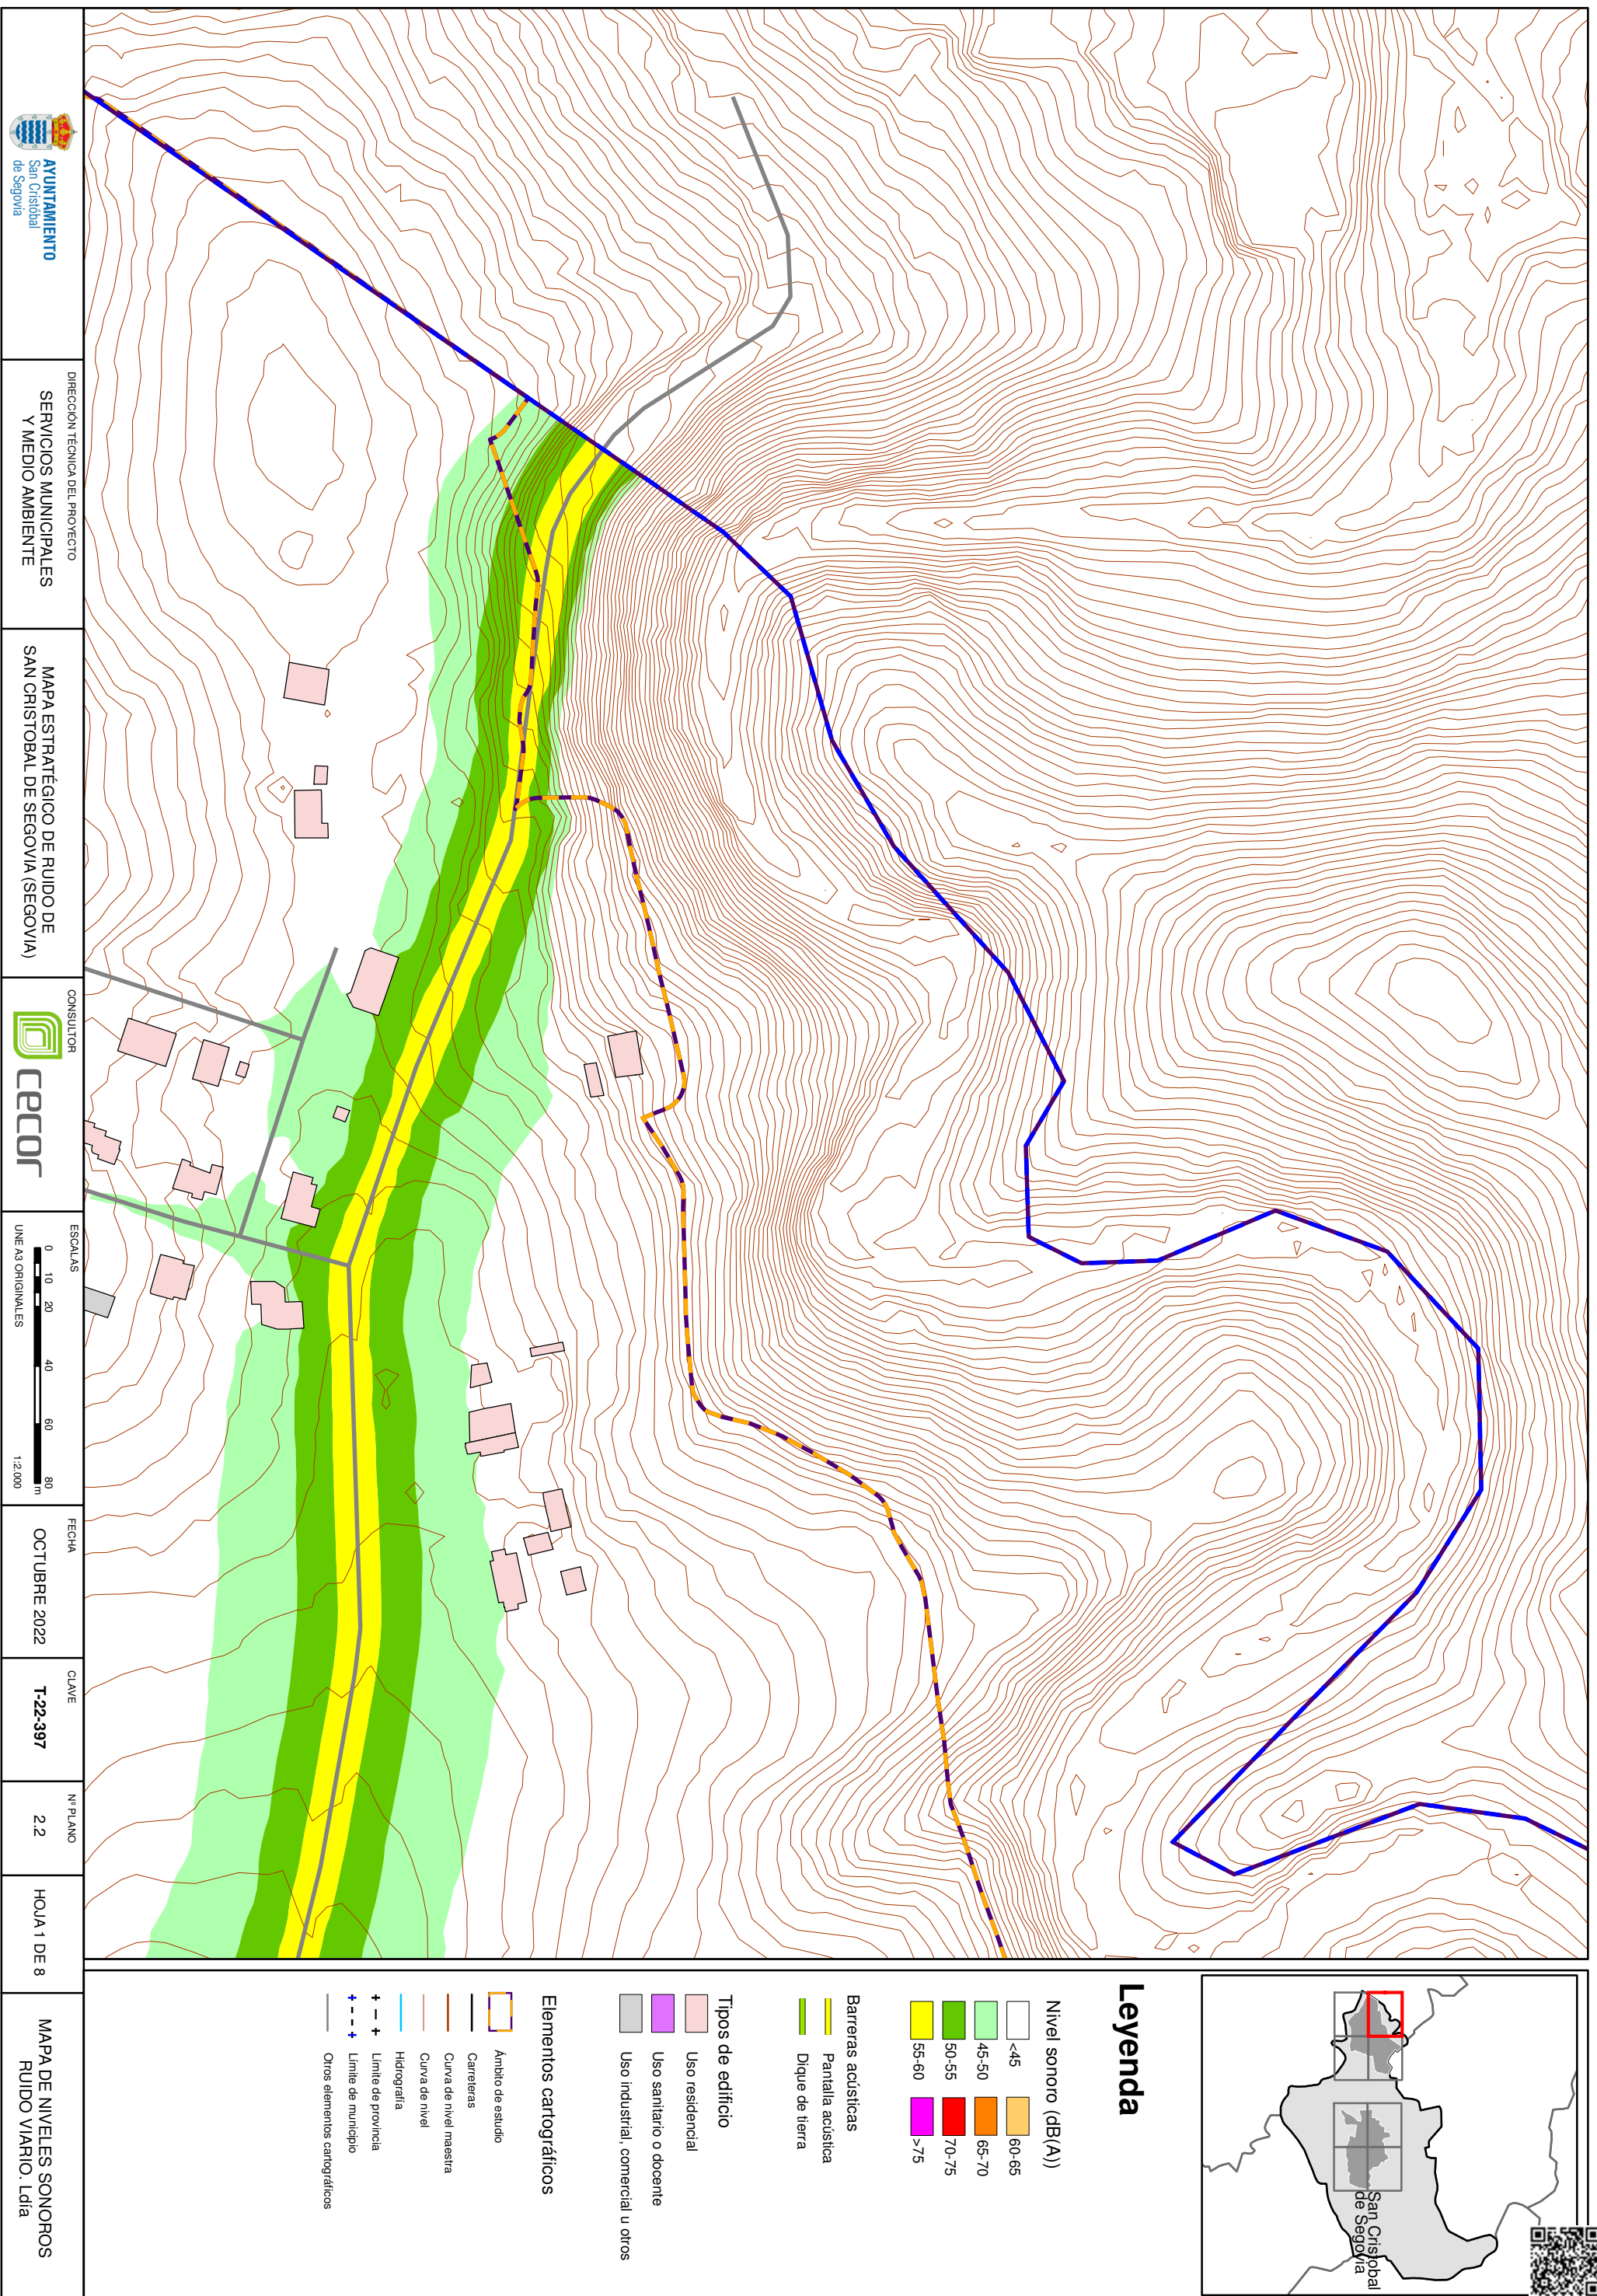 San Cristobal
de Segovia
Leyenda
Nivel sonoro (dB(A))
<45
45-50
50-55
55-60
60-65
65-70
70-75
>75
Barreras acústicas
Pantalla acústica
Dique de tierra
Tipos de edificio
Uso residencial
Uso sanitario o docente
Uso industrial, comercial u otros
Elementos cartográficos
Ámbito de estudio
Carreteras
Curva de nivel maestra
Curva de nivel
Hidrografía
Límite de provincia
Límite de municipio
Otros elementos cartográficos
AYUNTAMIENTO
San Cristóbal
de Segovia
DIRECCIÓN TÉCNICA DEL PROYECTO
SERVICIOS MUNICIPALES
Y MEDIO AMBIENTE
MAPA ESTRATÉGICO DE RUIDO DE
SAN CRISTOBAL DE SEGOVIA (SEGOVIA)
CONSULTOR
cecor
ESCALAS
0 10 20 40 60 80 m
UNE A3 ORIGINALES 1:2.000
FECHA
OCTUBRE 2022
CLAVE
T-22-397
Nº PLANO
2.2
HOJA 1 DE 8
MAPA DE NIVELES SONOROS
RUIDO VIARIO. Ldía